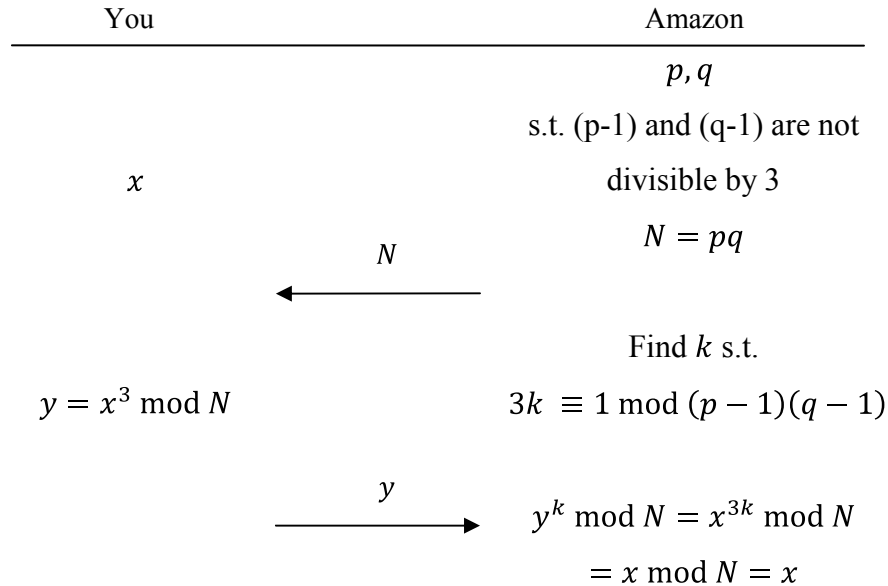 You Amazon
p, q
s.t. (p-1) and (q-1) are not
x divisible by 3
N = pq
N
Find k s.t.
y = x³ mod N 3k ≡ 1 mod (p − 1)(q − 1)
y
y^k mod N = x^{3k} mod N
= x mod N = x